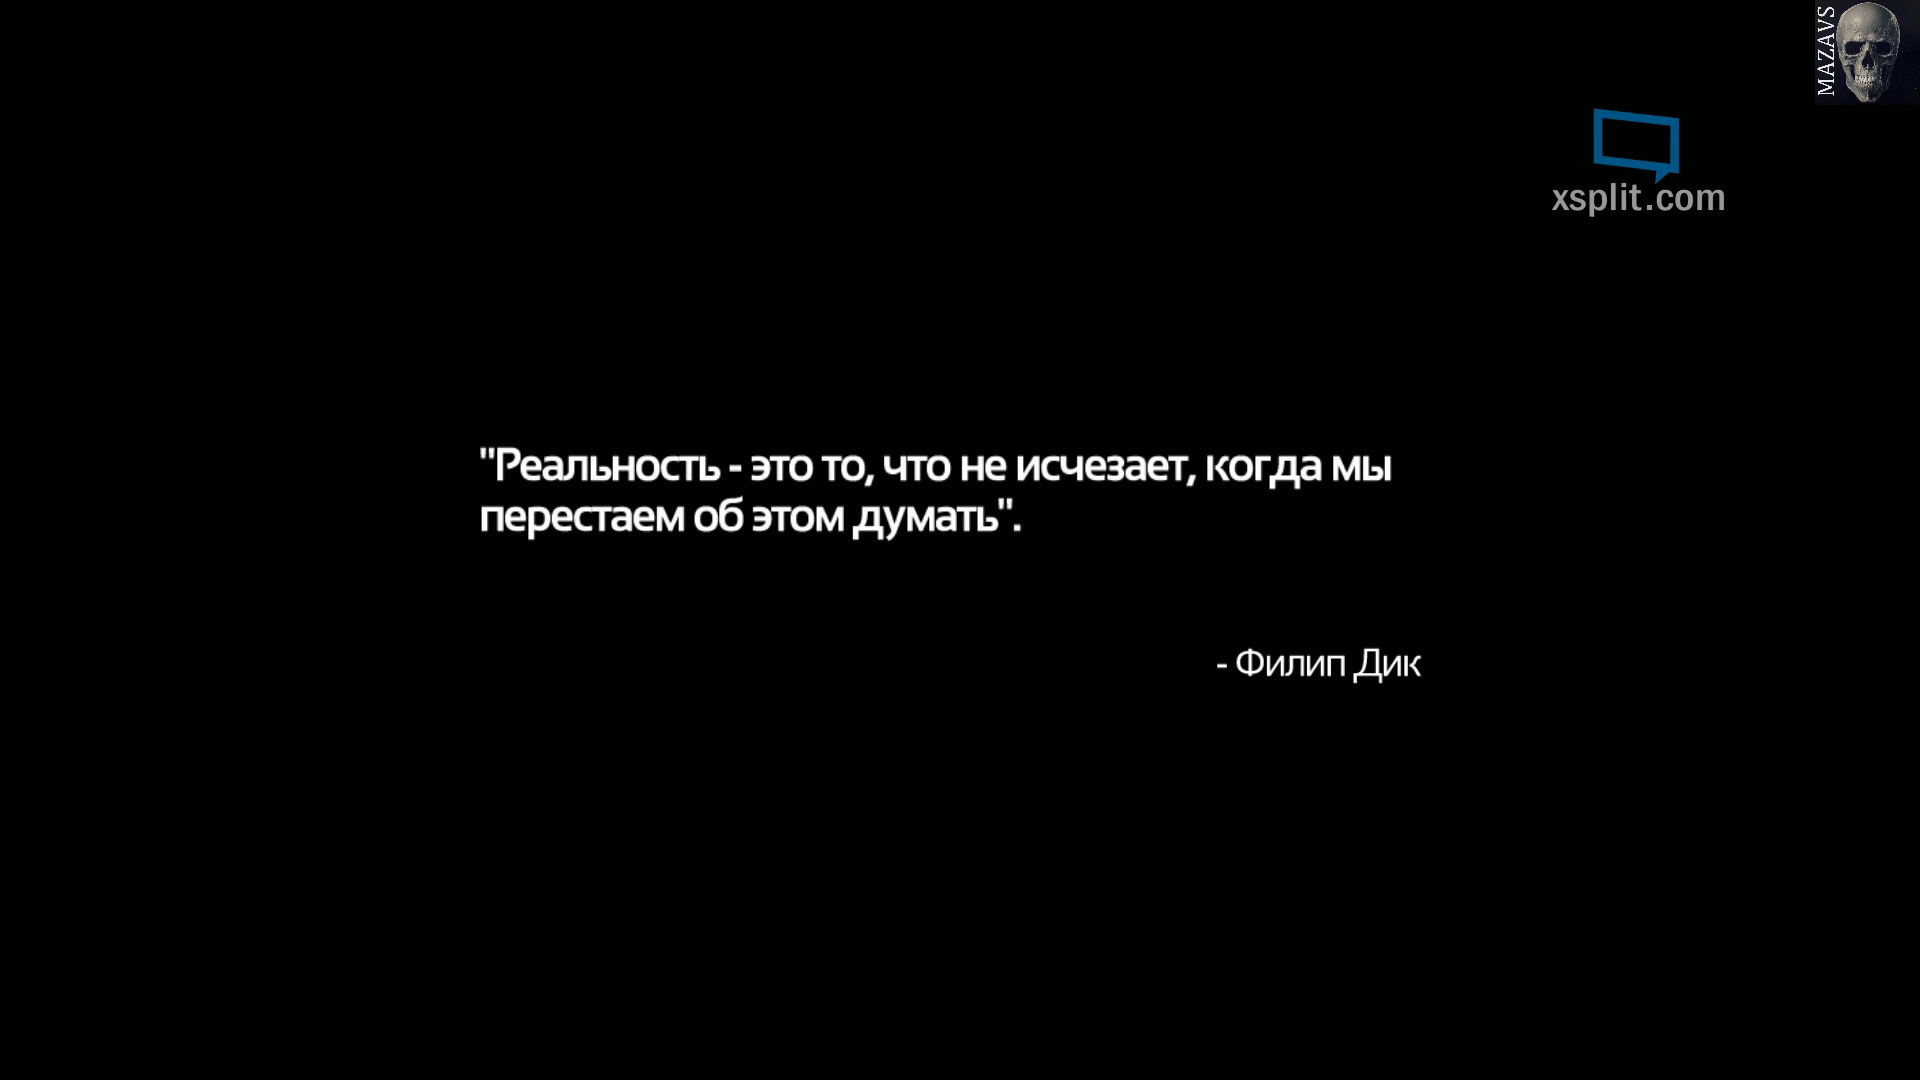 MAZAVS
xsplit.com
"Реальность - это то, что не исчезает, когда мы
перестаем об этом думать".
- Филип Дик